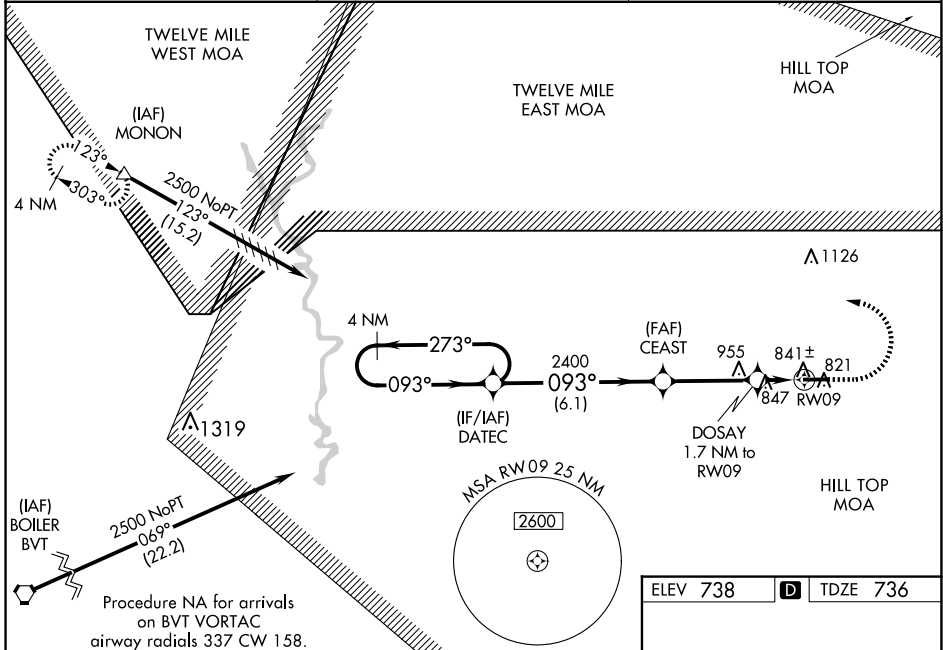 TWELVE MILE
WEST MOA
TWELVE MILE
EAST MOA
HILL TOP
MOA
(IAF)
MONON
123°
303°
4 NM
2500 NoPT
123°
(15.2)
1126
4 NM
273°
093°
(IF/IAF)
DATEC
2400
093°
(6.1)
(FAF)
CEAST
955
841±
821
847
RW09
DOSAY
1.7 NM to
RW09
1319
MSA RW09 25 NM
2600
HILL TOP
MOA
(IAF)
BOILER
BVT
2500 NoPT
069°
(22.2)
Procedure NA for arrivals
on BVT VORTAC
airway radials 337 CW 158.
ELEV 738 D TDZE 736